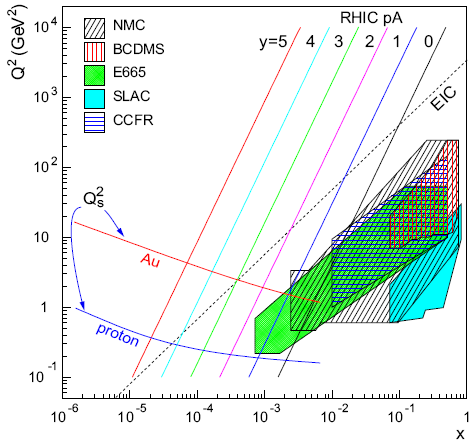 Q² (GeV²)
10⁴
10³
10²
10
1
10⁻¹
NMC
BCDMS
E665
SLAC
CCFR
RHIC pA
y=5 4 3 2 1 0
EIC
Qₛ²
Au
proton
10⁻⁶ 10⁻⁵ 10⁻⁴ 10⁻³ 10⁻² 10⁻¹ 1
x